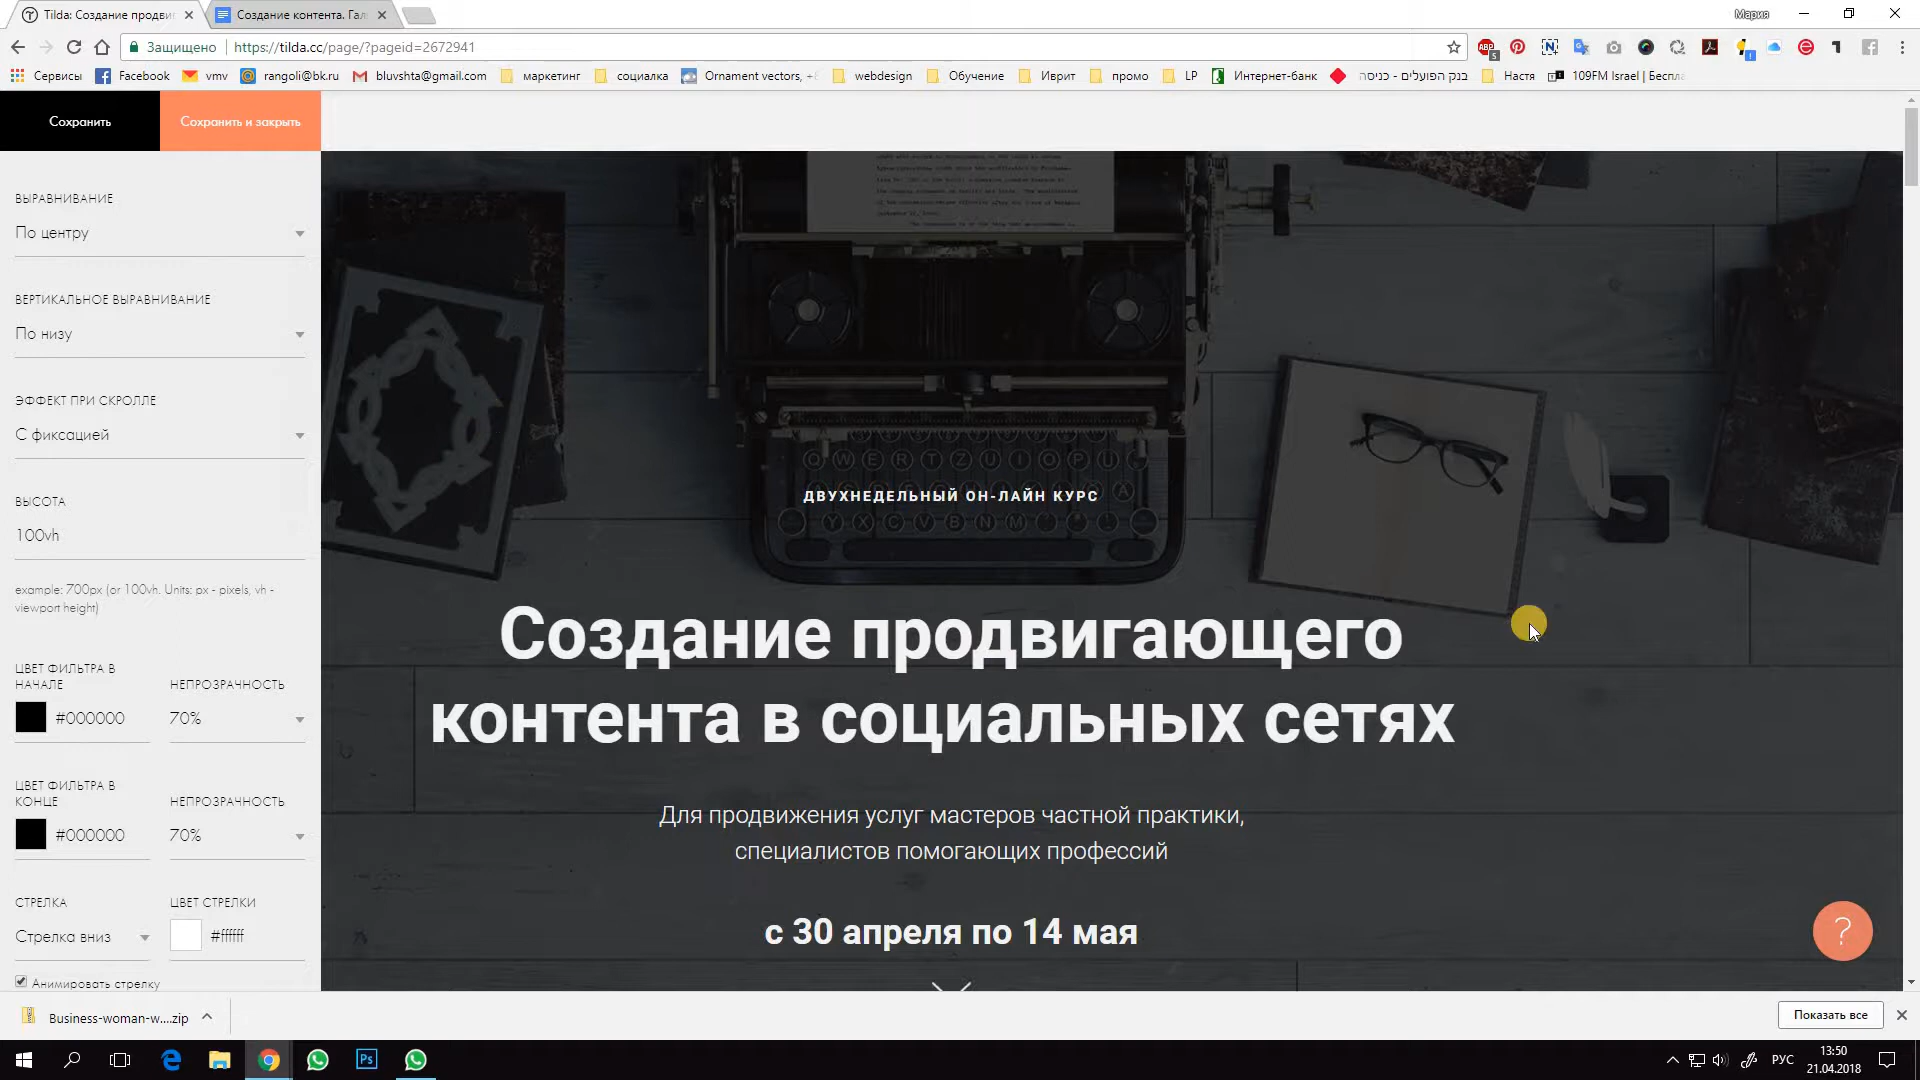 Tilda: Создание продви
Создание контента. Гал
Мария
Защищено
https://tilda.cc/page/?pageid=2672941
ABP
5
Сервисы
Facebook
vmv
rangoli@bk.ru
bluvshta@gmail.com
маркетинг
социалка
Ornament vectors, +
webdesign
Обучение
Иврит
промо
LP
Интернет-банк
בנק הפועלים - כניסה
Настя
109FM Israel | Беспл
Сохранить
Сохранить и закрыть
ВЫРАВНИВАНИЕ
По центру
ВЕРТИКАЛЬНОЕ ВЫРАВНИВАНИЕ
По низу
ЭФФЕКТ ПРИ СКРОЛЛЕ
С фиксацией
ВЫСОТА
100vh
example: 700px (or 100vh. Units: px - pixels, vh -
viewport height)
ЦВЕТ ФИЛЬТРА В
НАЧАЛЕ
НЕПРОЗРАЧНОСТЬ
#000000
70%
ЦВЕТ ФИЛЬТРА В
КОНЦЕ
НЕПРОЗРАЧНОСТЬ
#000000
70%
СТРЕЛКА
ЦВЕТ СТРЕЛКИ
Стрелка вниз
#ffffff
Анимировать стрелку
Q W E R T Z U I O P U
ДВУХНЕДЕЛЬНЫЙ ОН-ЛАЙН КУРС
Y X C V B N M
Создание продвигающего
контента в социальных сетях
Для продвижения услуг мастеров частной практики,
специалистов помогающих профессий
с 30 апреля по 14 мая
?
Business-woman-w....zip
Показать все
Ps
РУС
13:50
21.04.2018